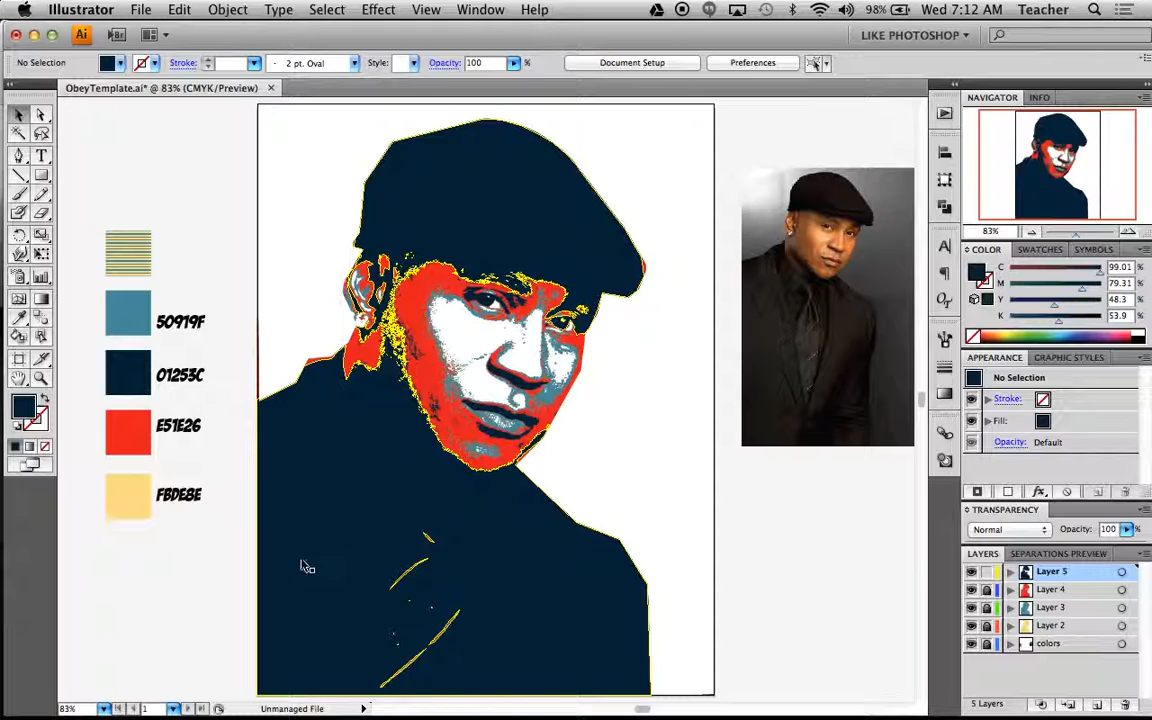 Illustrator File Edit Object Type Select Effect View Window Help 98% Wed 7:12 AM Teacher
Ai Br LIKE PHOTOSHOP
No Selection Stroke: 2 pt. Oval Style: Opacity: 100 Document Setup Preferences
ObeyTemplate.ai* @ 83% (CMYK/Preview)
50919F
01253C
E51E26
FBDE8E
NAVIGATOR INFO
83%
COLOR SWATCHES SYMBOLS
C 99.01 %
M 79.31 %
Y 48.3 %
K 53.9 %
APPEARANCE GRAPHIC STYLES
No Selection
Stroke:
Fill:
Opacity: Default
TRANSPARENCY
Normal Opacity: 100 %
LAYERS SEPARATIONS PREVIEW
Layer 5
Layer 4
Layer 3
Layer 2
colors
5 Layers
83% 1 Unmanaged File